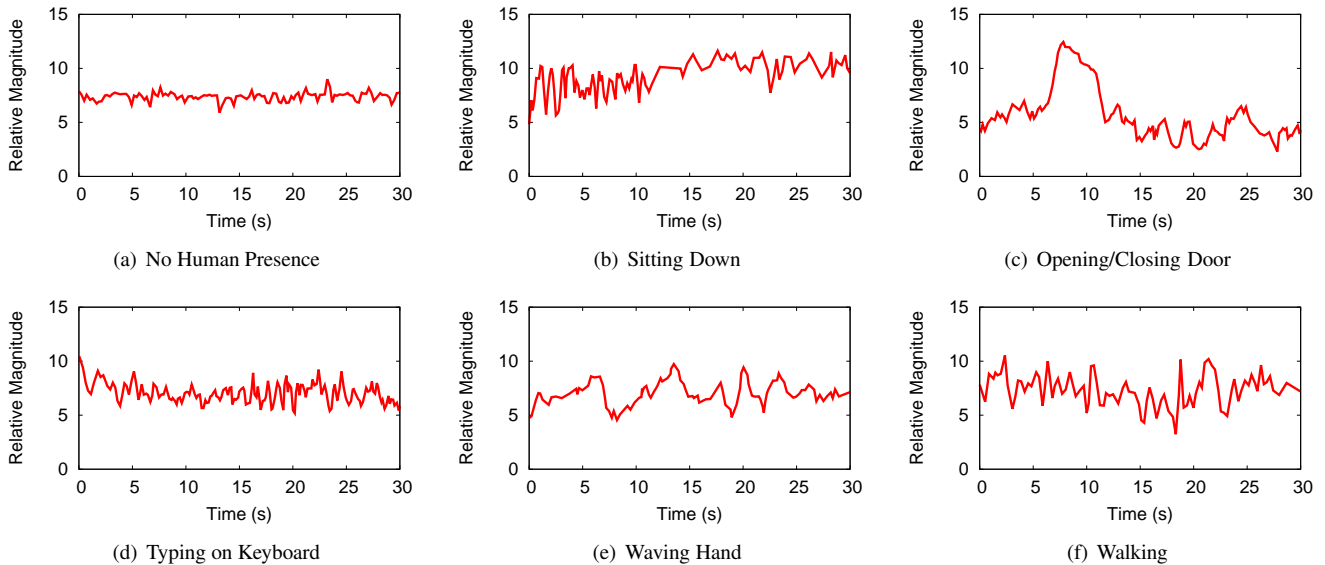 15
10
5
0
Relative Magnitude
0 5 10 15 20 25 30
Time (s)
(a) No Human Presence
15
10
5
0
Relative Magnitude
0 5 10 15 20 25 30
Time (s)
(b) Sitting Down
15
10
5
0
Relative Magnitude
0 5 10 15 20 25 30
Time (s)
(c) Opening/Closing Door
15
10
5
0
Relative Magnitude
0 5 10 15 20 25 30
Time (s)
(d) Typing on Keyboard
15
10
5
0
Relative Magnitude
0 5 10 15 20 25 30
Time (s)
(e) Waving Hand
15
10
5
0
Relative Magnitude
0 5 10 15 20 25 30
Time (s)
(f) Walking